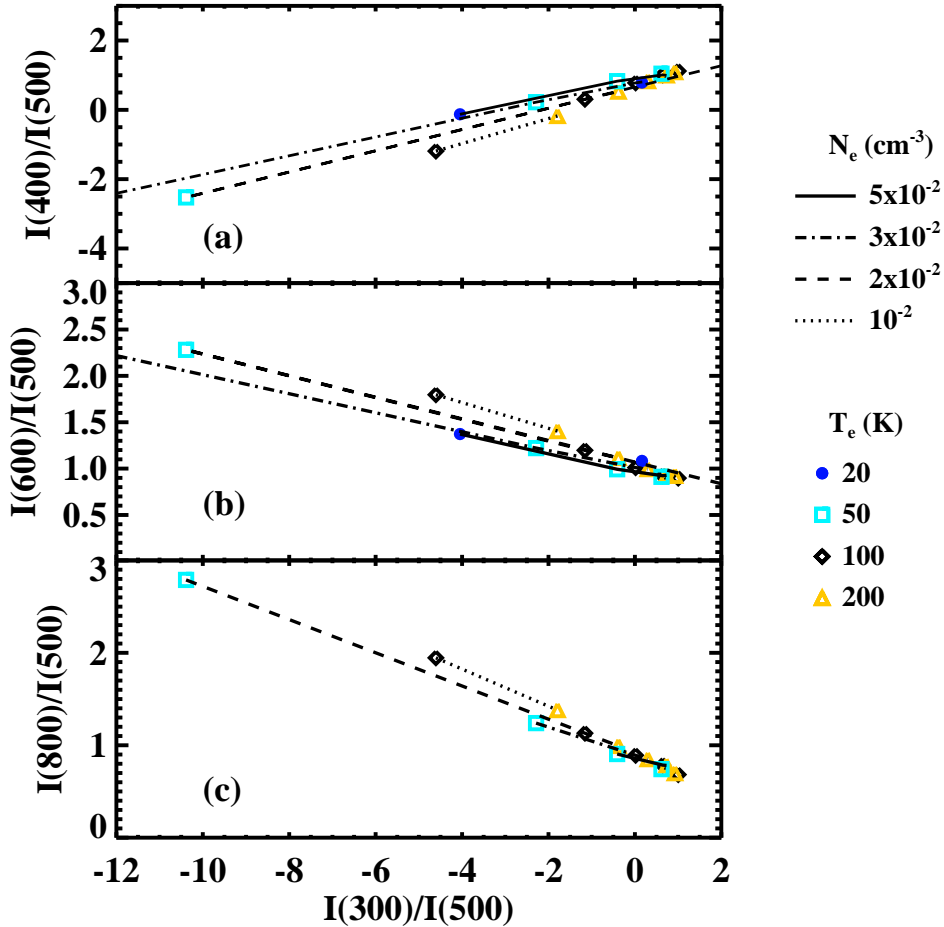 2
0
-2
-4
I(400)/I(500)
(a)
3.0
2.5
2.0
1.5
1.0
0.5
I(600)/I(500)
(b)
3
2
1
0
I(800)/I(500)
(c)
-12 -10 -8 -6 -4 -2 0 2
I(300)/I(500)
N_e (cm^-3)
5x10^-2
3x10^-2
2x10^-2
10^-2
T_e (K)
20
50
100
200